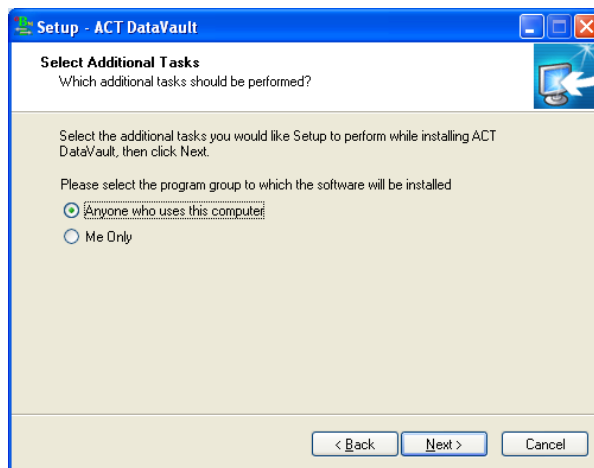 Setup - ACT DataVault
Select Additional Tasks
Which additional tasks should be performed?
Select the additional tasks you would like Setup to perform while installing ACT
DataVault, then click Next.
Please select the program group to which the software will be installed
Anyone who uses this computer
Me Only
< Back
Next >
Cancel